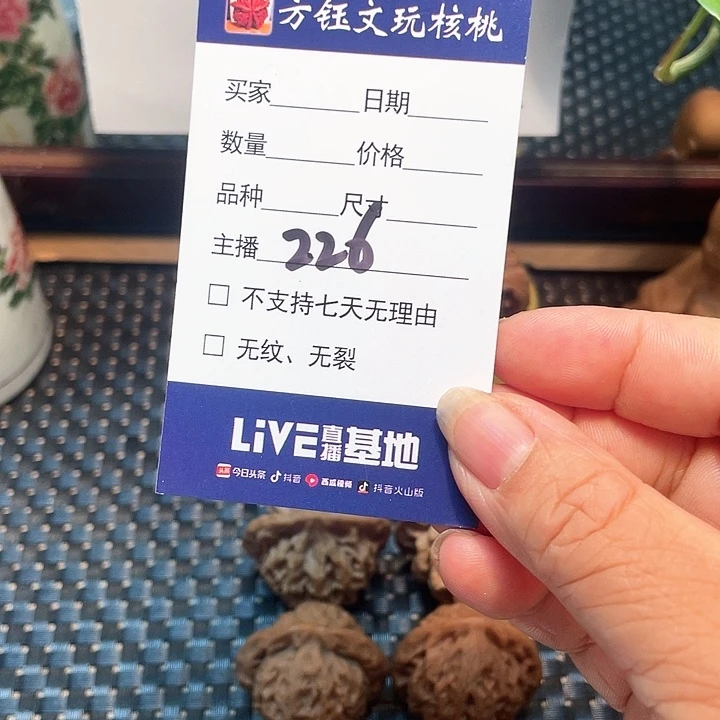 方钰文玩核桃
买家 日期
数量 价格
品种 尺寸
主播 226
不支持七天无理由
无纹、无裂
LiVE直播基地
头条 今日头条 抖音 西瓜视频 抖音火山版